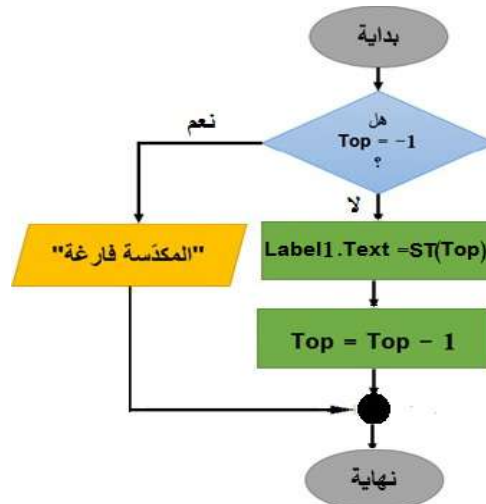 بداية
هل
Top = -1
؟
نعم
لا
Label1.Text =ST(Top)
"المكدّسة فارغة"
Top = Top - 1
نهاية